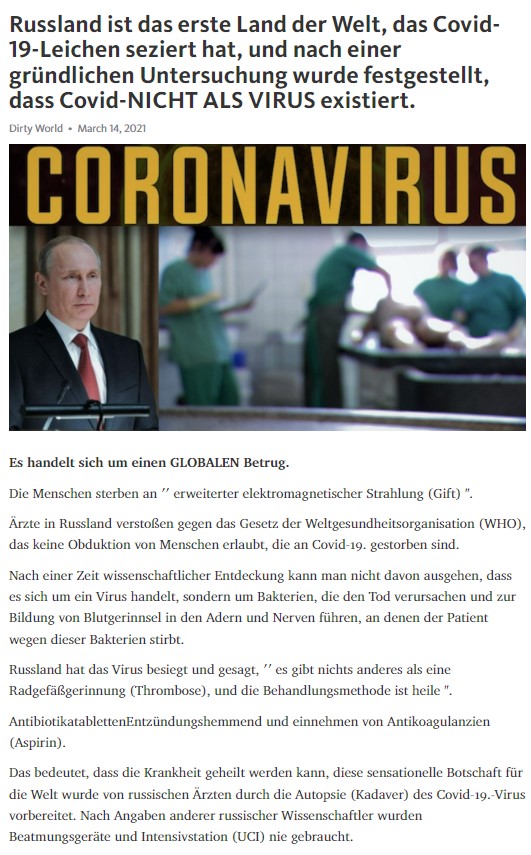 Russland ist das erste Land der Welt, das Covid-
19-Leichen seziert hat, und nach einer
gründlichen Untersuchung wurde festgestellt,
dass Covid-NICHT ALS VIRUS existiert.
Dirty World • March 14, 2021
CORONAVIRUS
Es handelt sich um einen GLOBALEN Betrug.
Die Menschen sterben an ′′ erweiterter elektromagnetischer Strahlung (Gift) ".
Ärzte in Russland verstoßen gegen das Gesetz der Weltgesundheitsorganisation (WHO),
das keine Obduktion von Menschen erlaubt, die an Covid-19. gestorben sind.
Nach einer Zeit wissenschaftlicher Entdeckung kann man nicht davon ausgehen, dass
es sich um ein Virus handelt, sondern um Bakterien, die den Tod verursachen und zur
Bildung von Blutgerinnsel in den Adern und Nerven führen, an denen der Patient
wegen dieser Bakterien stirbt.
Russland hat das Virus besiegt und gesagt, ′′ es gibt nichts anderes als eine
Radgefäßgerinnung (Thrombose), und die Behandlungsmethode ist heile ".
AntibiotikatablettenEntzündungshemmend und einnehmen von Antikoagulanzien
(Aspirin).
Das bedeutet, dass die Krankheit geheilt werden kann, diese sensationelle Botschaft für
die Welt wurde von russischen Ärzten durch die Autopsie (Kadaver) des Covid-19.-Virus
vorbereitet. Nach Angaben anderer russischer Wissenschaftler wurden
Beatmungsgeräte und Intensivstation (UCI) nie gebraucht.